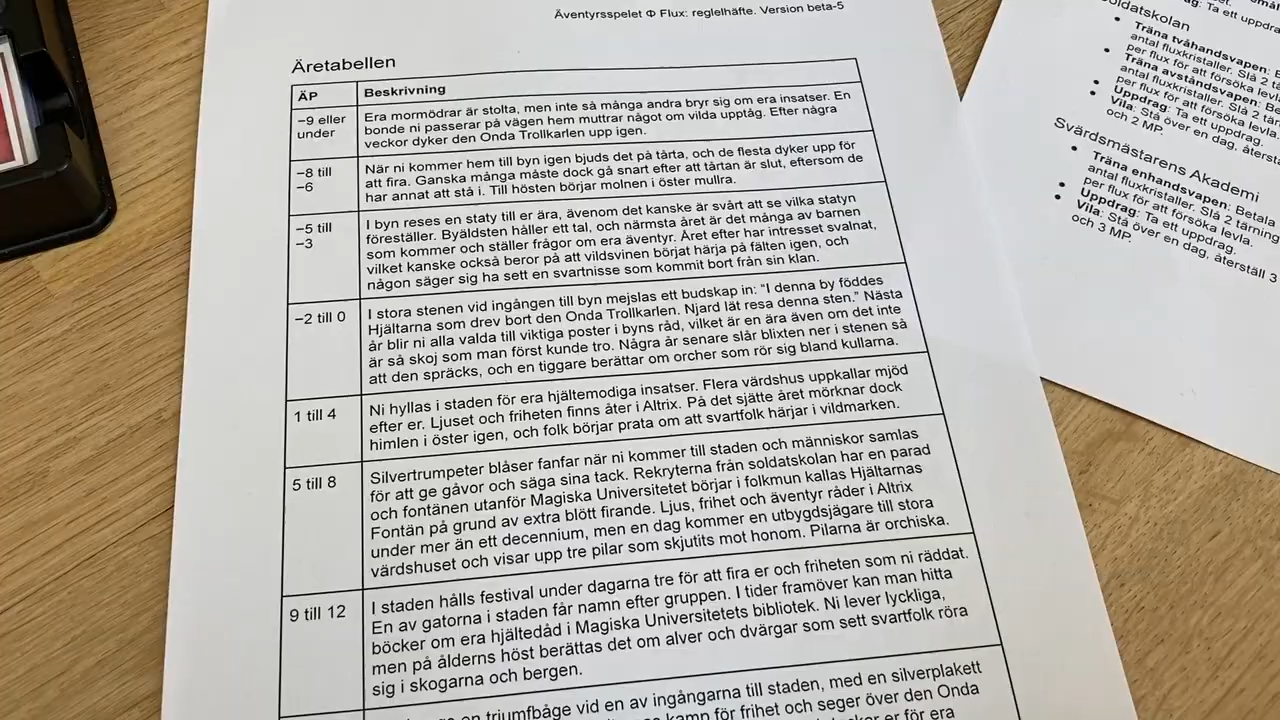 Äventyrsspelet Φ Flux: reglelhäfte. Version beta-5
Äretabellen
ÄP
Beskrivning
−9 eller
under
Era mormödrar är stolta, men inte så många andra bryr sig om era insatser. En
bonde ni passerar på vägen hem muttrar något om vilda upptåg. Efter några
veckor dyker den Onda Trollkarlen upp igen.
−8 till
−6
När ni kommer hem till byn igen bjuds det på tårta, och de flesta dyker upp för
att fira. Ganska många måste dock gå snart efter att tårtan är slut, eftersom de
har annat att stå i. Till hösten börjar molnen i öster mullra.
−5 till
−3
I byn reses en staty till er ära, ävenom det kanske är svårt att se vilka statyn
föreställer. Byäldsten håller ett tal, och närmsta året är det många av barnen
som kommer och ställer frågor om era äventyr. Året efter har intresset svalnat,
vilket kanske också beror på att vildsvinen börjat härja på fälten igen, och
någon säger sig ha sett en svartnisse som kommit bort från sin klan.
−2 till 0
I stora stenen vid ingången till byn mejslas ett budskap in: “I denna by föddes
Hjältarna som drev bort den Onda Trollkarlen. Njard lät resa denna sten.” Nästa
år blir ni alla valda till viktiga poster i byns råd, vilket är en ära även om det inte
är så skoj som man först kunde tro. Några år senare slår blixten ner i stenen så
att den spräcks, och en tiggare berättar om orcher som rör sig bland kullarna.
1 till 4
Ni hyllas i staden för era hjältemodiga insatser. Flera värdshus uppkallar mjöd
efter er. Ljuset och friheten finns åter i Altrix. På det sjätte året mörknar dock
himlen i öster igen, och folk börjar prata om att svartfolk härjar i vildmarken.
5 till 8
Silvertrumpeter blåser fanfar när ni kommer till staden och människor samlas
för att ge gåvor och säga sina tack. Rekryterna från soldatskolan har en parad
och fontänen utanför Magiska Universitetet börjar i folkmun kallas Hjältarnas
Fontän på grund av extra blött firande. Ljus, frihet och äventyr råder i Altrix
under mer än ett decennium, men en dag kommer en utbygdsjägare till stora
värdshuset och visar upp tre pilar som skjutits mot honom. Pilarna är orchiska.
9 till 12
I staden hålls festival under dagarna tre för att fira er och friheten som ni räddat.
En av gatorna i staden får namn efter gruppen. I tider framöver kan man hitta
böcker om era hjältedåd i Magiska Universitetets bibliotek. Ni lever lyckliga,
men på ålderns höst berättas det om alver och dvärgar som sett svartfolk röra
sig i skogarna och bergen.
en triumfbåge vid en av ingångarna till staden, med en silverplakett
kamp för frihet och seger över den Onda
er för era
: Ta ett uppdra
Soldatskolan
• Träna tvåhandsvapen:
antal fluxkristaller. Slå 2 tä
per flux för att försöka levla.
• Träna avståndsvapen: Be
antal fluxkristaller. Slå 2 tär
per flux för att försöka levla.
• Uppdrag: Ta ett uppdrag.
• Vila: Stå över en dag, återst
och 2 MP.
Svärdsmästarens Akademi
• Träna enhandsvapen: Betala
antal fluxkristaller. Slå 2 tärning
per flux för att försöka levla.
• Uppdrag: Ta ett uppdrag.
• Vila: Stå över en dag, återställ 3
och 3 MP.